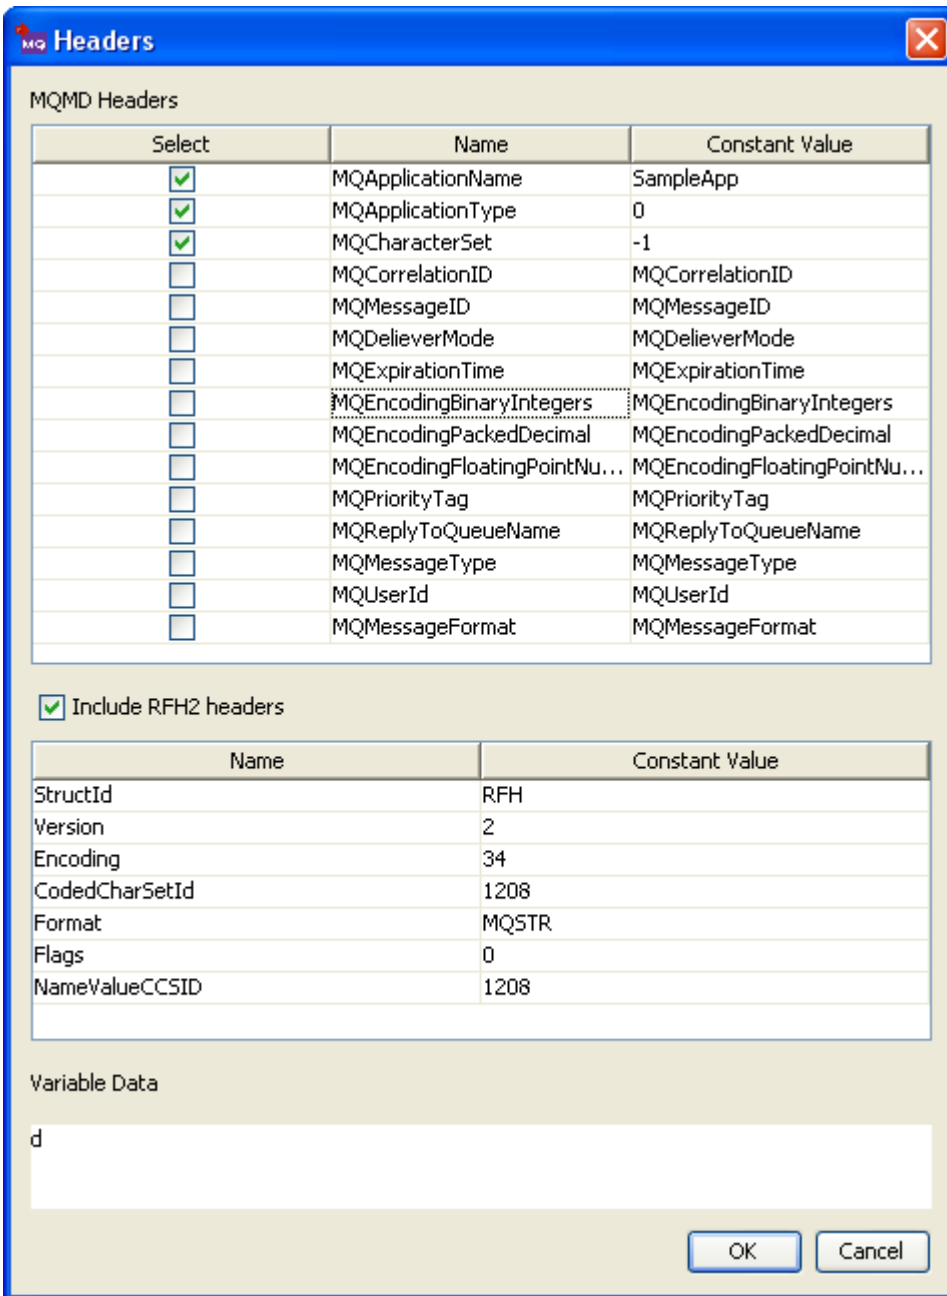 MQ Headers
MQMD Headers
Select Name Constant Value
MQApplicationName SampleApp
MQApplicationType 0
MQCharacterSet -1
MQCorrelationID MQCorrelationID
MQMessageID MQMessageID
MQDelieverMode MQDelieverMode
MQExpirationTime MQExpirationTime
MQEncodingBinaryIntegers MQEncodingBinaryIntegers
MQEncodingPackedDecimal MQEncodingPackedDecimal
MQEncodingFloatingPointNu... MQEncodingFloatingPointNu...
MQPriorityTag MQPriorityTag
MQReplyToQueueName MQReplyToQueueName
MQMessageType MQMessageType
MQUserId MQUserId
MQMessageFormat MQMessageFormat
Include RFH2 headers
Name Constant Value
StructId RFH
Version 2
Encoding 34
CodedCharSetId 1208
Format MQSTR
Flags 0
NameValueCCSID 1208
Variable Data
d
OK Cancel